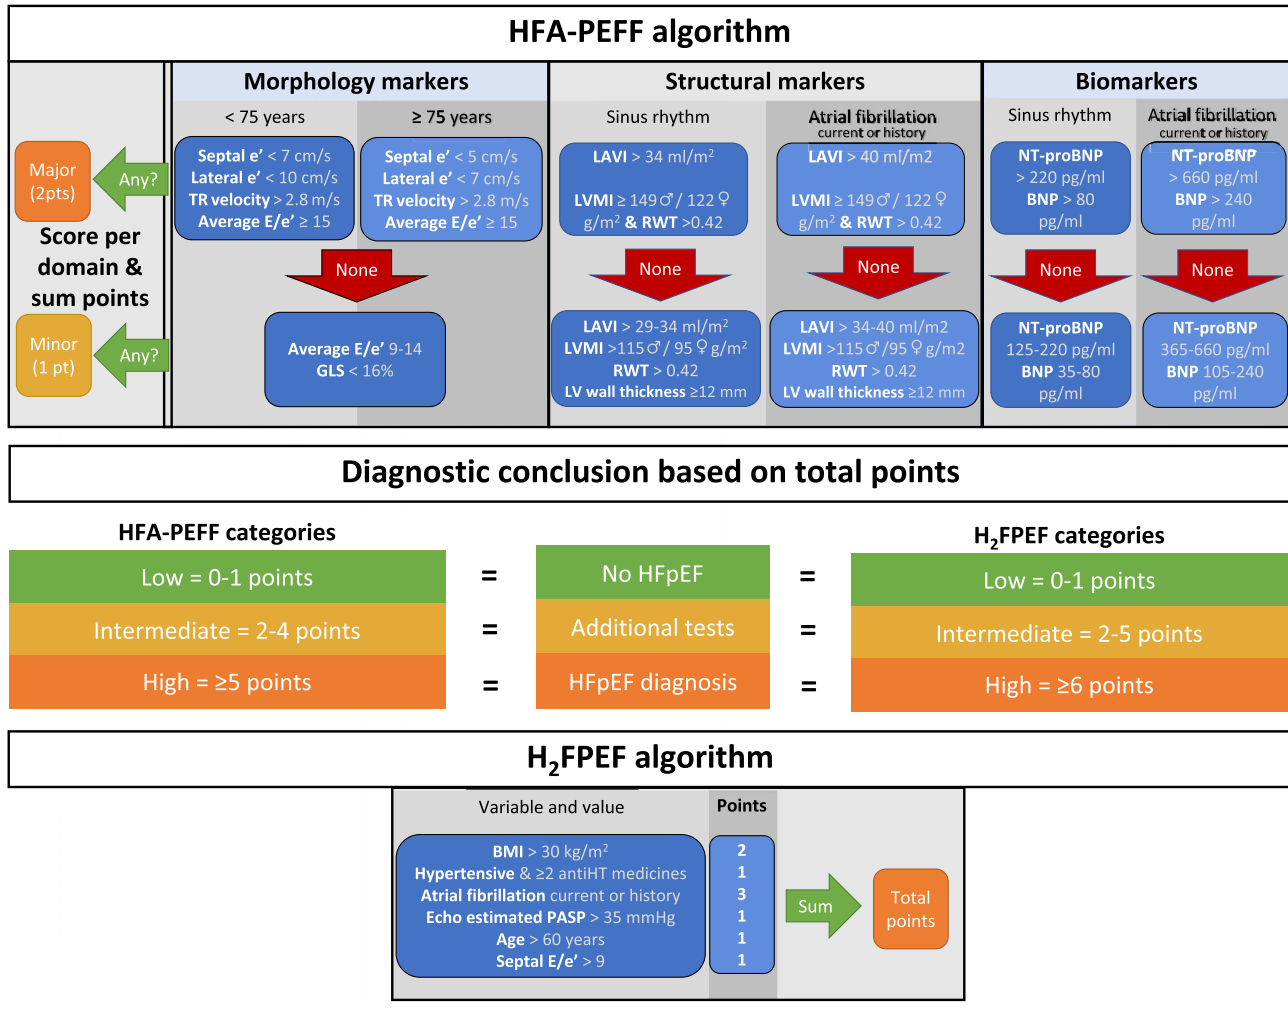 HFA-PEFF algorithm
Morphology markers
Structural markers
Biomarkers
< 75 years
≥ 75 years
Sinus rhythm
Atrial fibrillation
current or history
Sinus rhythm
Atrial fibrillation
current or history
Major
(2pts)
Any?
Septal e’ < 7 cm/s
Lateral e’ < 10 cm/s
TR velocity > 2.8 m/s
Average E/e’ ≥ 15
Septal e’ < 5 cm/s
Lateral e’ < 7 cm/s
TR velocity > 2.8 m/s
Average E/e’ ≥ 15
LAVI > 34 ml/m²
LVMI ≥ 149♂/ 122 ♀
g/m² & RWT >0.42
LAVI > 40 ml/m2
LVMI ≥ 149♂/ 122 ♀
g/m² & RWT > 0.42
NT-proBNP
> 220 pg/ml
BNP > 80
pg/ml
NT-proBNP
> 660 pg/ml
BNP > 240
pg/ml
Score per
domain &
sum points
None
None
None
None
None
Minor
(1 pt)
Any?
Average E/e’ 9-14
GLS < 16%
LAVI > 29-34 ml/m²
LVMI >115♂/ 95♀ g/m²
RWT > 0.42
LV wall thickness ≥12 mm
LAVI > 34-40 ml/m2
LVMI >115♂/95 ♀ g/m2
RWT > 0.42
LV wall thickness ≥12 mm
NT-proBNP
125-220 pg/ml
BNP 35-80
pg/ml
NT-proBNP
365-660 pg/ml
BNP 105-240
pg/ml
Diagnostic conclusion based on total points
HFA-PEFF categories
H₂FPEF categories
Low = 0-1 points
=
No HFpEF
=
Low = 0-1 points
Intermediate = 2-4 points
=
Additional tests
=
Intermediate = 2-5 points
High = ≥5 points
=
HFpEF diagnosis
=
High = ≥6 points
H₂FPEF algorithm
Variable and value
Points
BMI > 30 kg/m²
2
Hypertensive & ≥2 antiHT medicines
1
Atrial fibrillation current or history
3
Echo estimated PASP > 35 mmHg
1
Age > 60 years
1
Septal E/e’ > 9
1
Sum
Total
points